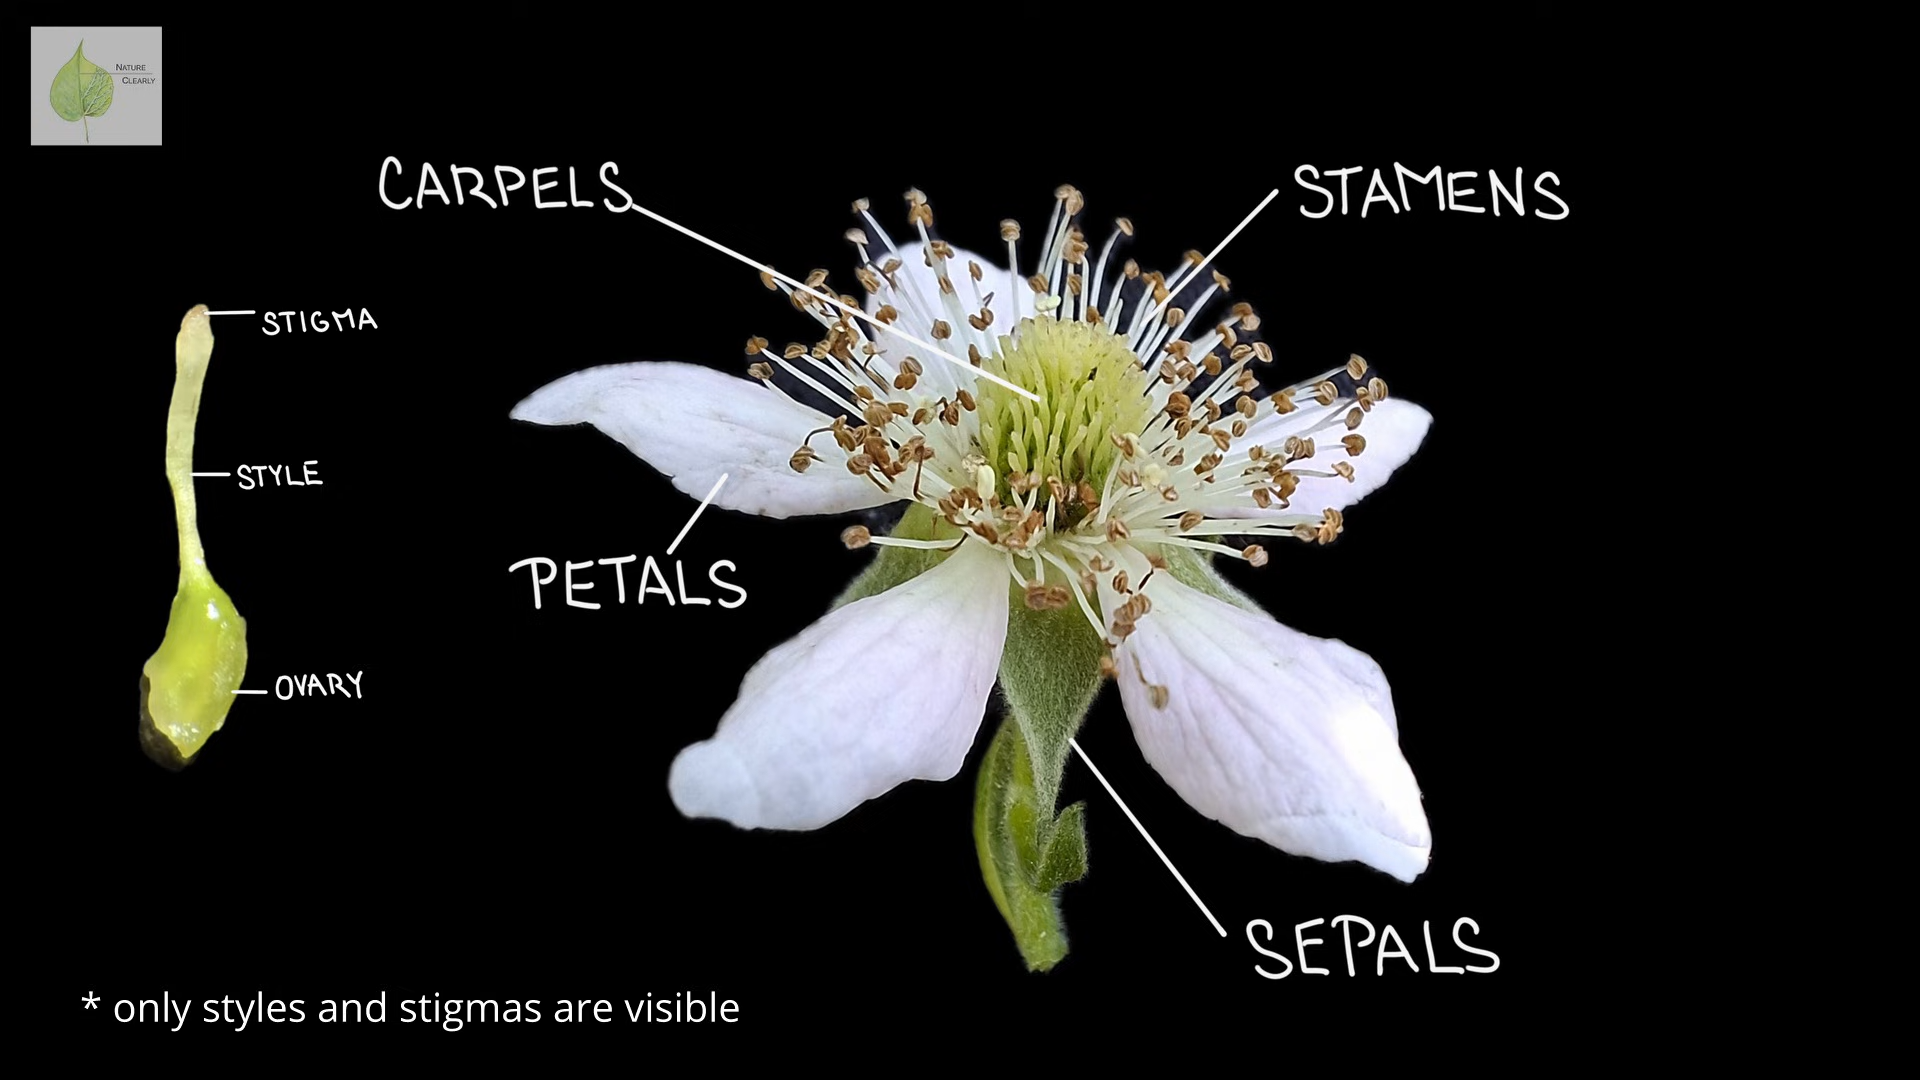 NATURE
CLEARLY
CARPELS
STAMENS
STIGMA
STYLE
PETALS
OVARY
SEPALS
* only styles and stigmas are visible